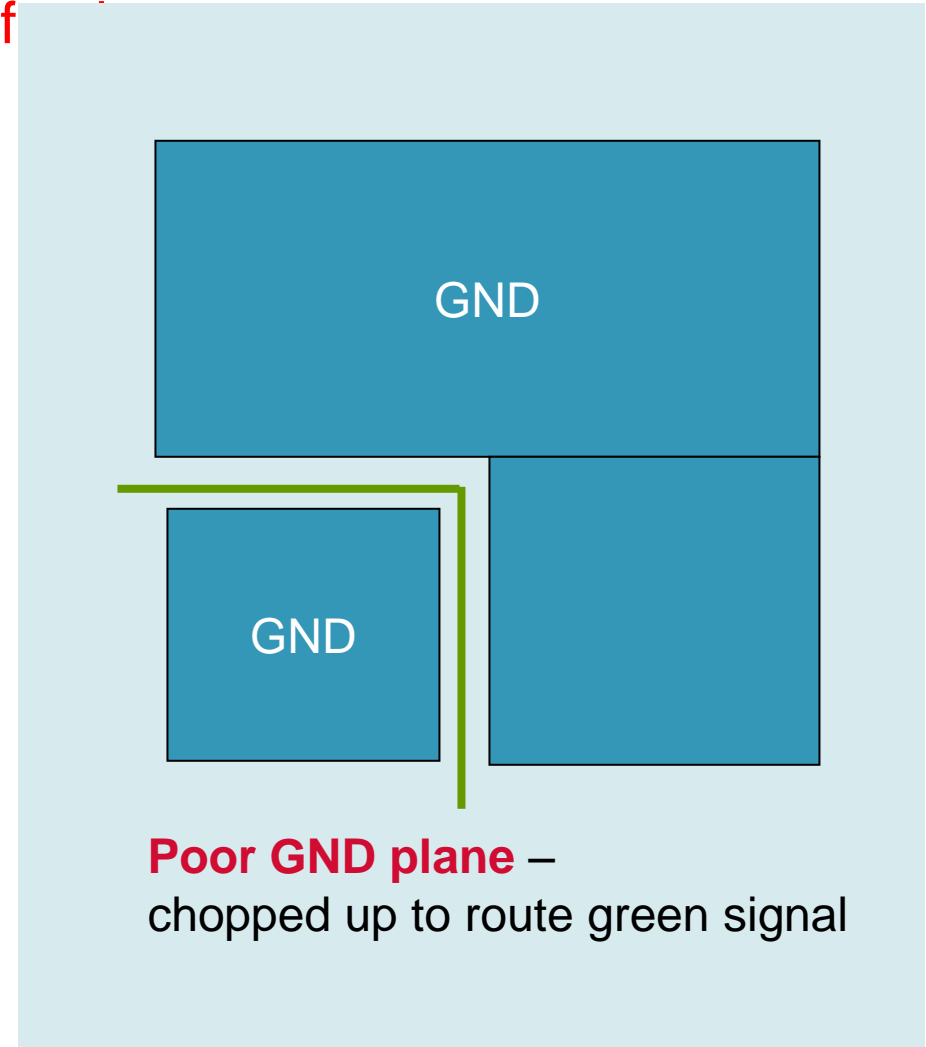 f
GND
GND
Poor GND plane –
chopped up to route green signal